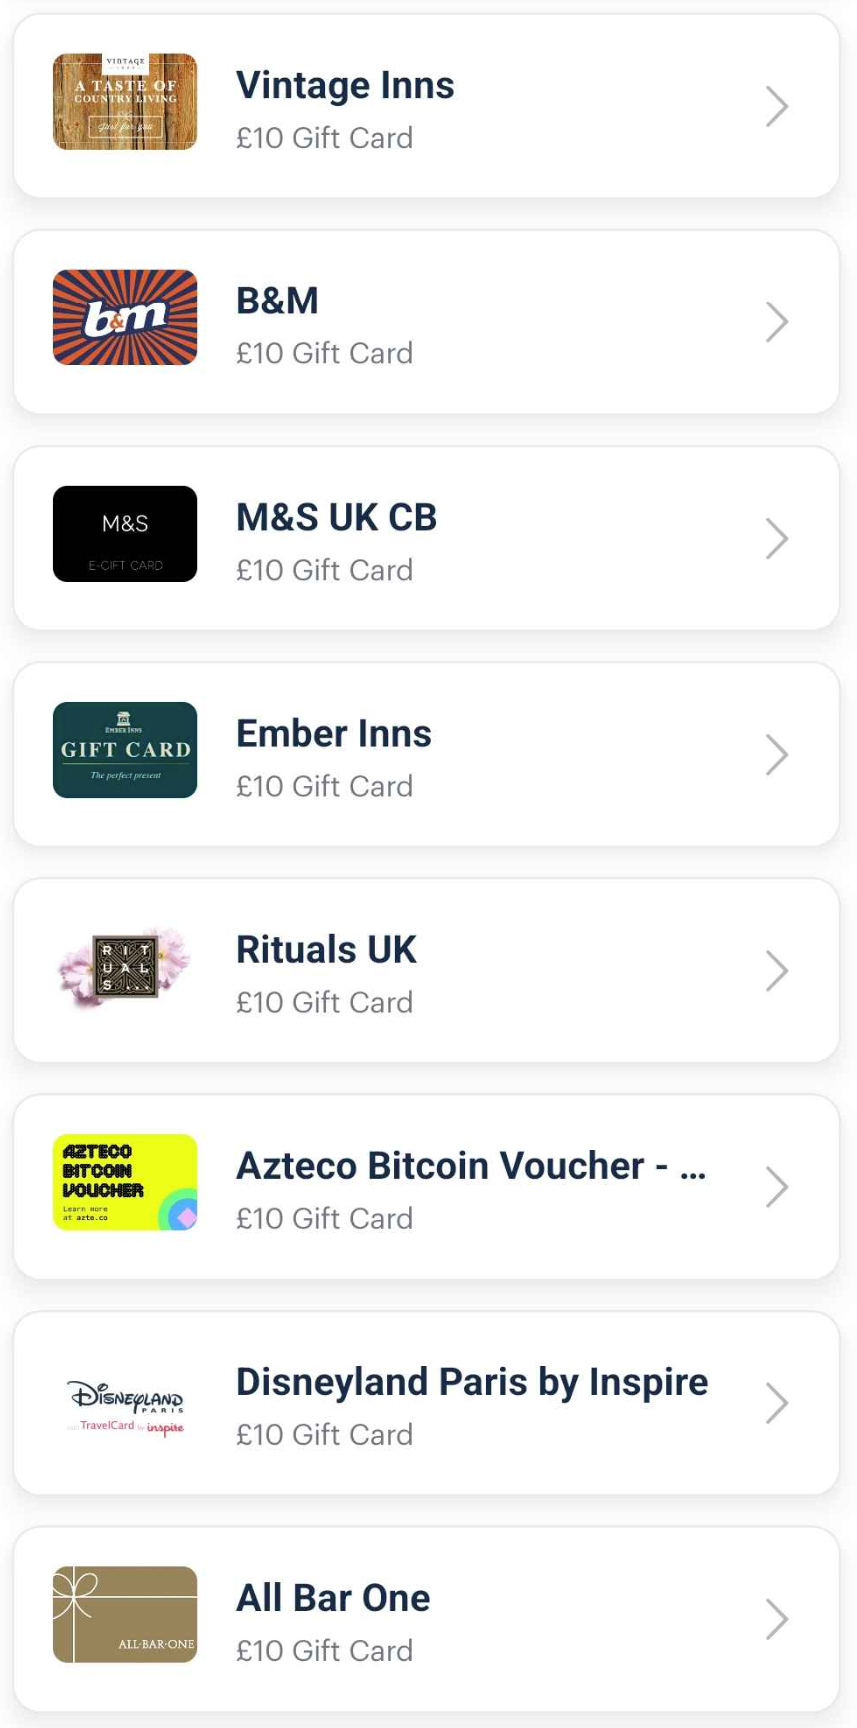 VINTAGE
INNS
A TASTE OF
COUNTRY LIVING
Just for you
Vintage Inns
£10 Gift Card
b&m
B&M
£10 Gift Card
M&S
E-GIFT CARD
M&S UK CB
£10 Gift Card
EMBER INNS
GIFT CARD
The perfect present
Ember Inns
£10 Gift Card
RIT
UAL
S...
Rituals UK
£10 Gift Card
AZTECO
BITCOIN
VOUCHER
Learn more
at azte.co
Azteco Bitcoin Voucher - ...
£10 Gift Card
DISNEYLAND
PARIS
TravelCard by inspire
Disneyland Paris by Inspire
£10 Gift Card
ALL·BAR·ONE
All Bar One
£10 Gift Card